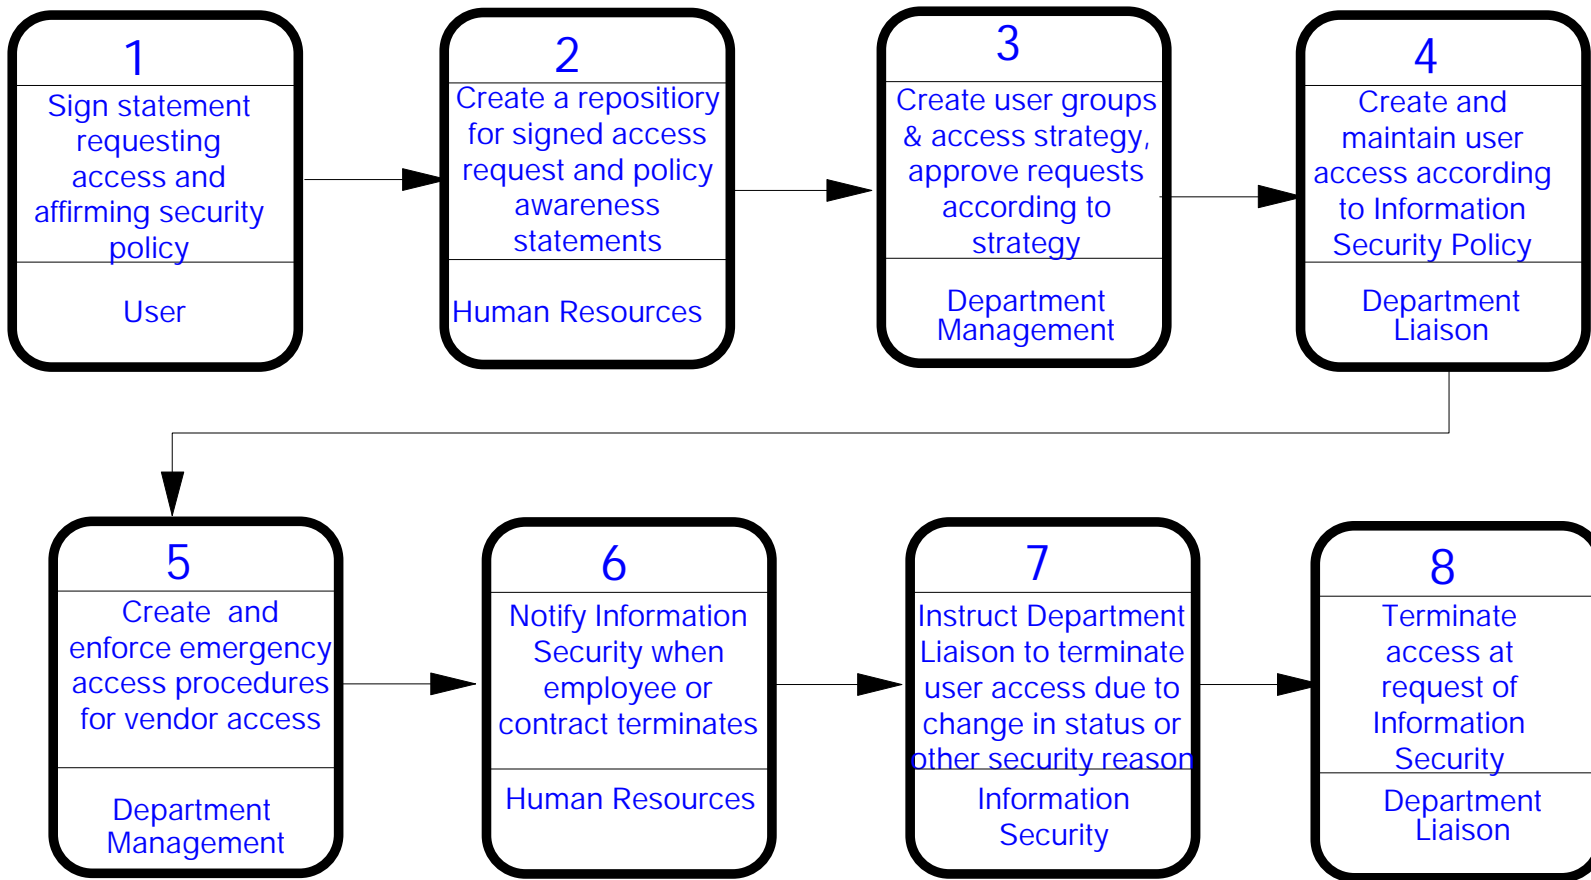 1
Sign statement
requesting
access and
affirming security
policy
User
2
Create a repositiory
for signed access
request and policy
awareness
statements
Human Resources
3
Create user groups
& access strategy,
approve requests
according to
strategy
Department
Management
4
Create and
maintain user
access according
to Information
Security Policy
Department
Liaison
5
Create and
enforce emergency
access procedures
for vendor access
Department
Management
6
Notify Information
Security when
employee or
contract terminates
Human Resources
7
Instruct Department
Liaison to terminate
user access due to
change in status or
other security reason
Information
Security
8
Terminate
access at
request of
Information
Security
Department
Liaison